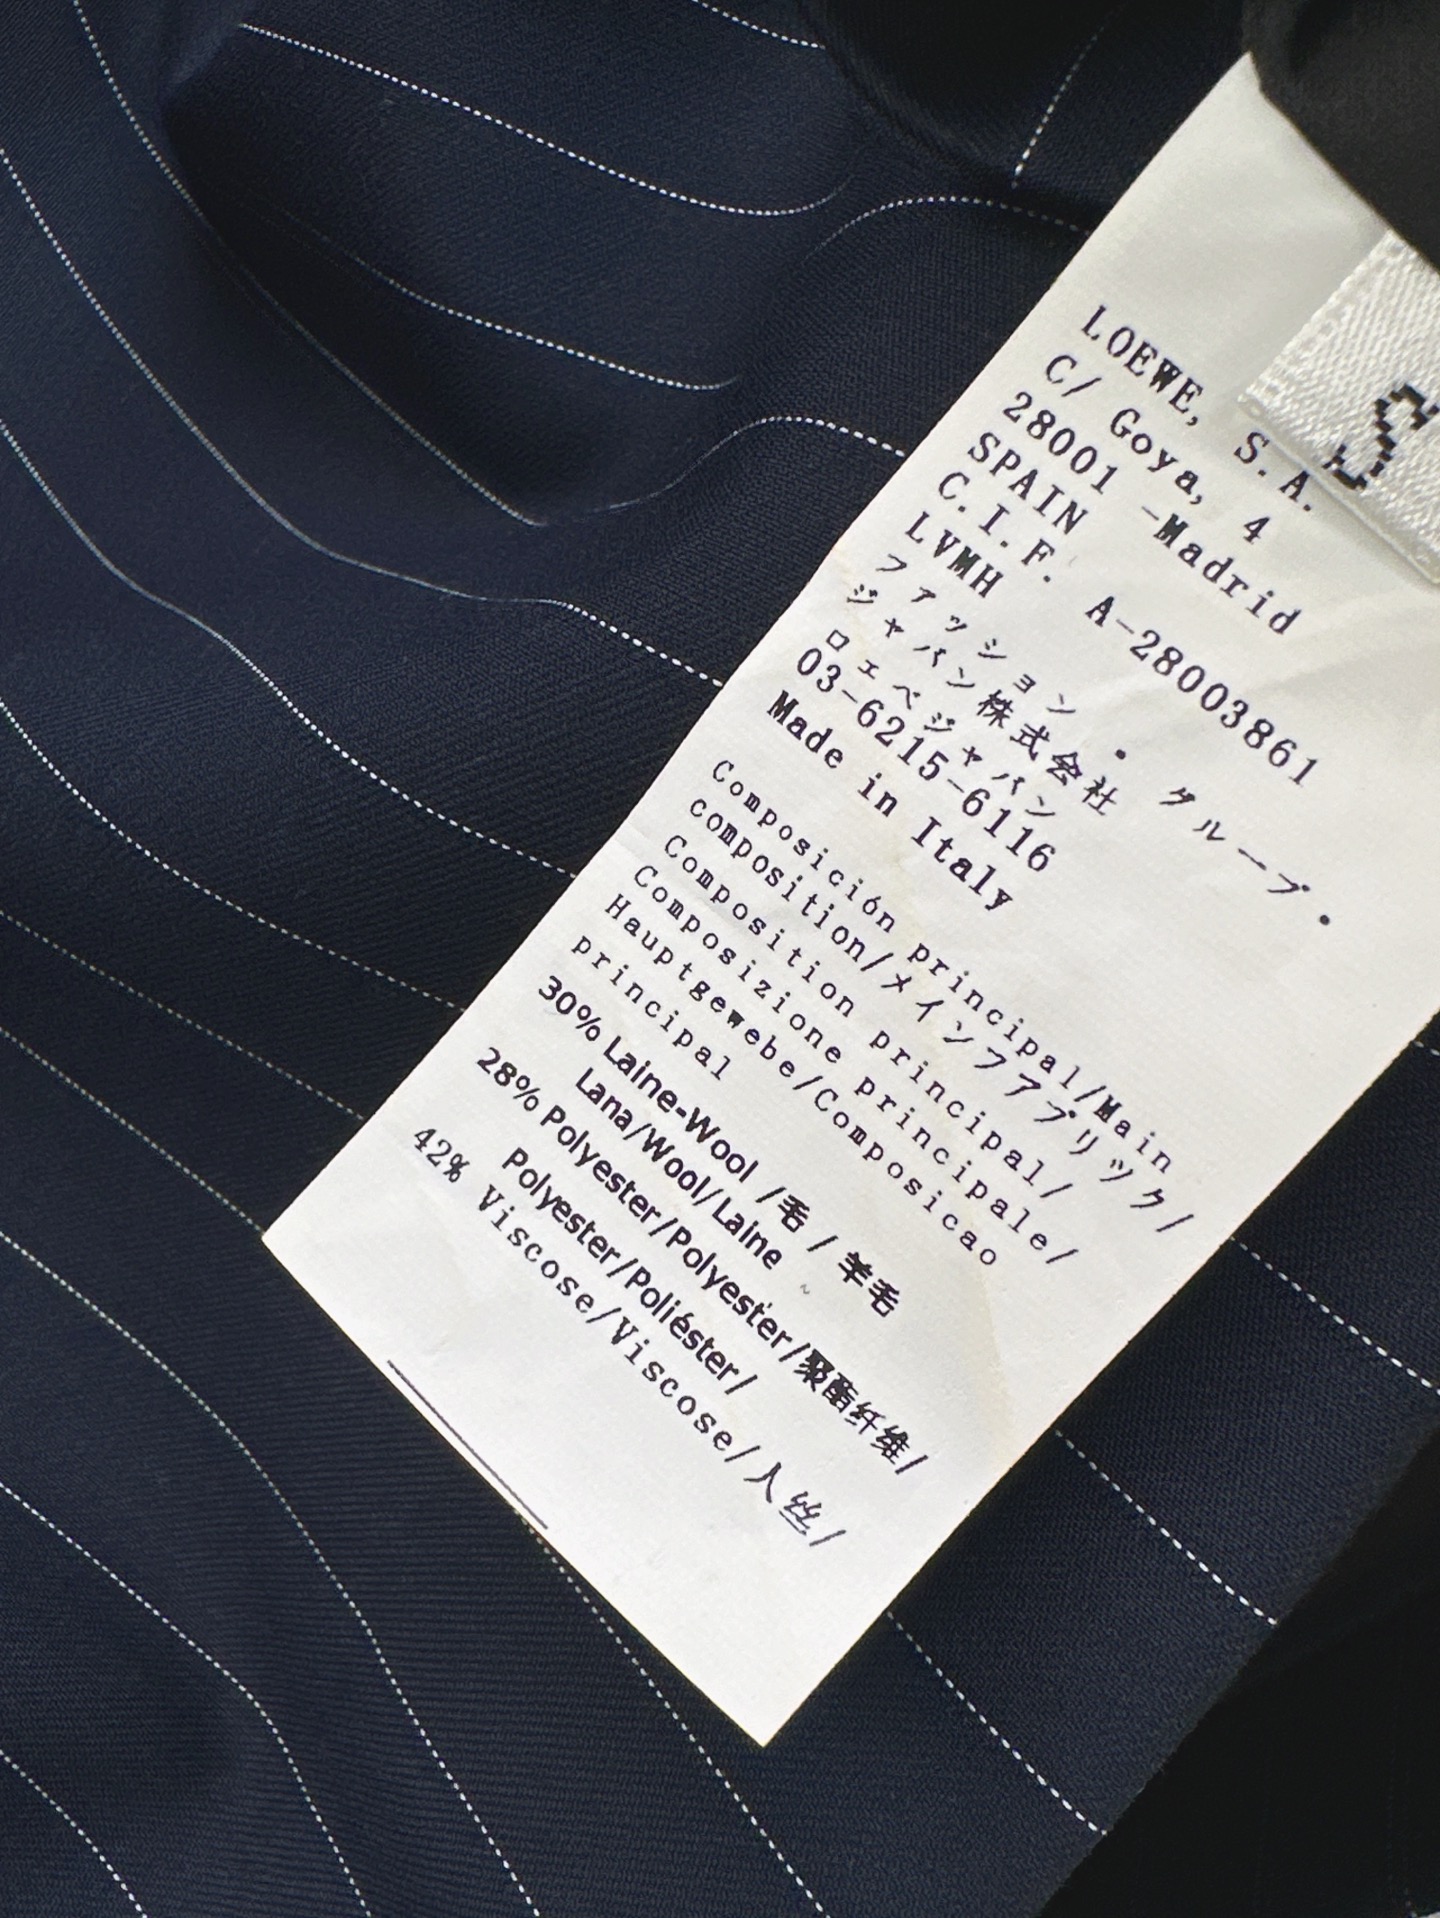 S
LOEWE, S.A.
C/ Goya, 4
28001 -Madrid
SPAIN
C.I.F. A-28003861
LVMH
ファッション・グループ・
ジャパン株式会社
ロエベジャパン
03-6215-6116
Made in Italy
Composición principal/Main
composition/メインファブリック/
Composition principal/
Composizione principale/
Hauptgewebe/Composicao
principal
30% Laine-Wool /毛 / 羊毛
Lana/Wool/Laine
28% Polyester/Polyester/聚酯纤维/
Polyester/Poliéster/
42% Viscose/Viscose/人丝/